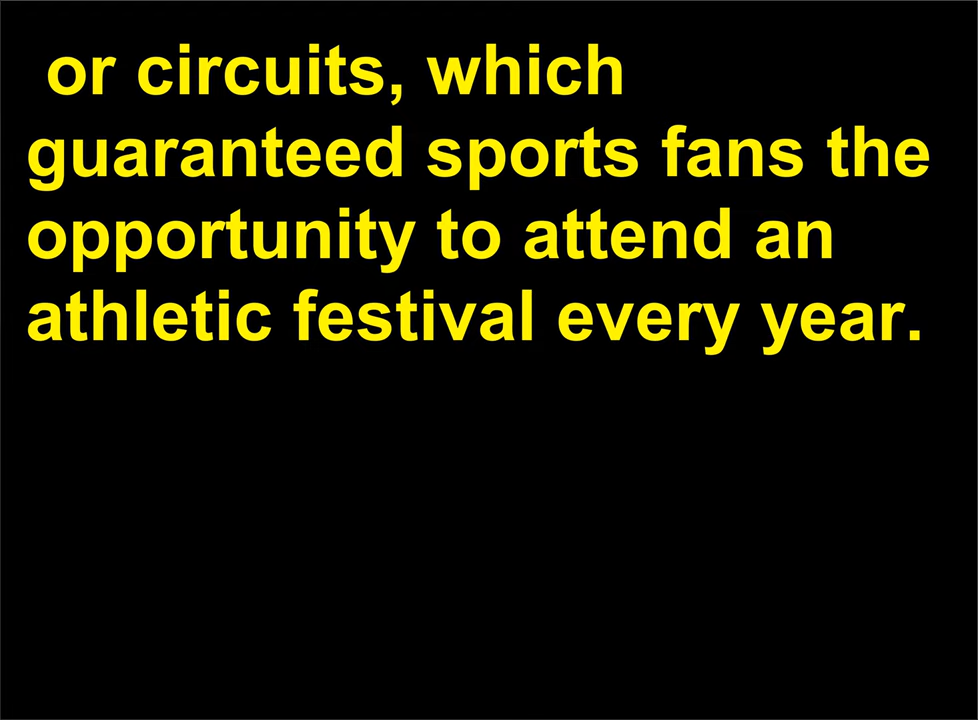 or circuits, which
guaranteed sports fans the
opportunity to attend an
athletic festival every year.